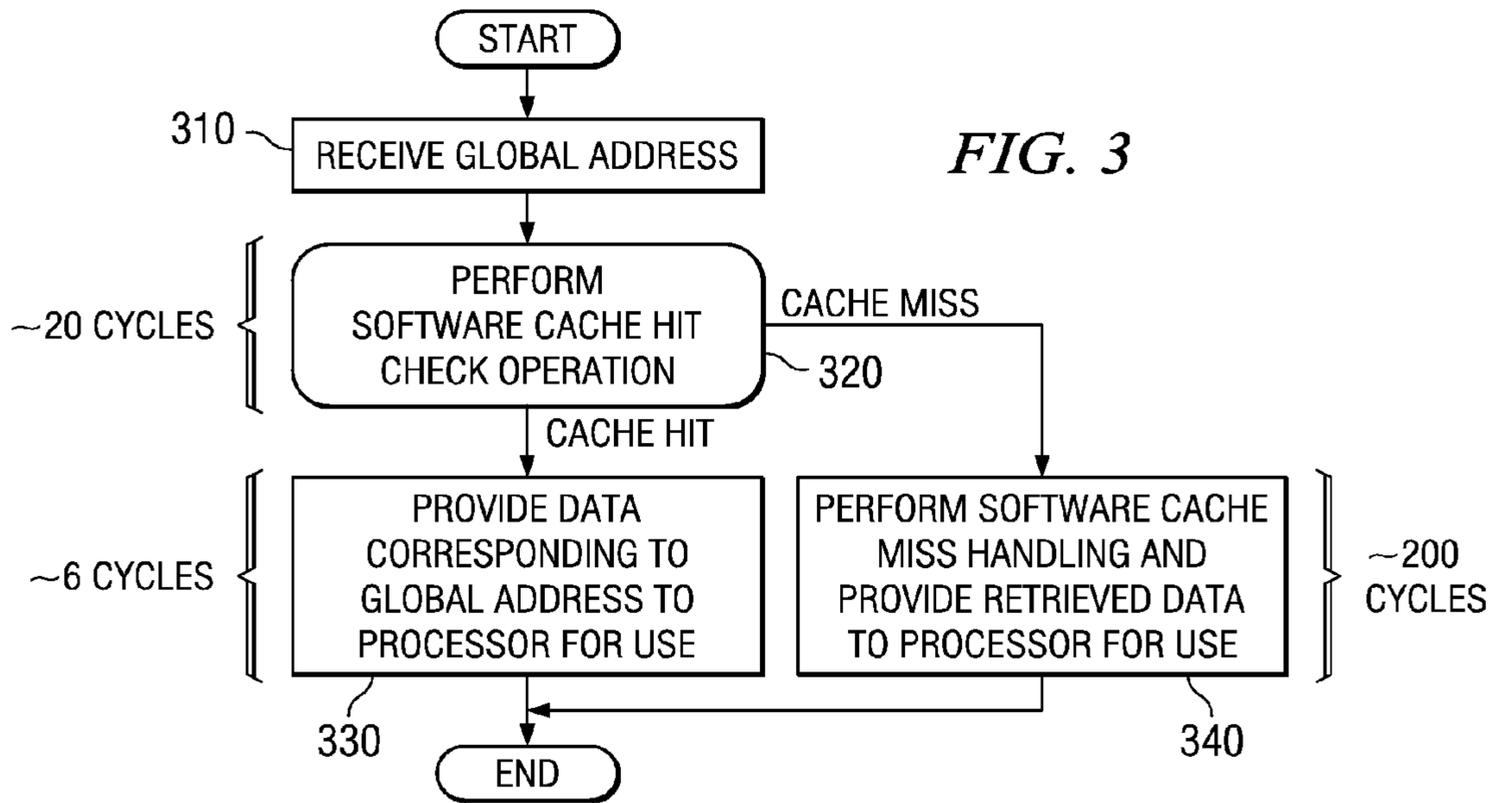 START
310
RECEIVE GLOBAL ADDRESS
FIG. 3
~20 CYCLES
PERFORM
SOFTWARE CACHE HIT
CHECK OPERATION
CACHE MISS
320
CACHE HIT
~6 CYCLES
PROVIDE DATA
CORRESPONDING TO
GLOBAL ADDRESS TO
PROCESSOR FOR USE
330
PERFORM SOFTWARE CACHE
MISS HANDLING AND
PROVIDE RETRIEVED DATA
TO PROCESSOR FOR USE
340
~200
CYCLES
END